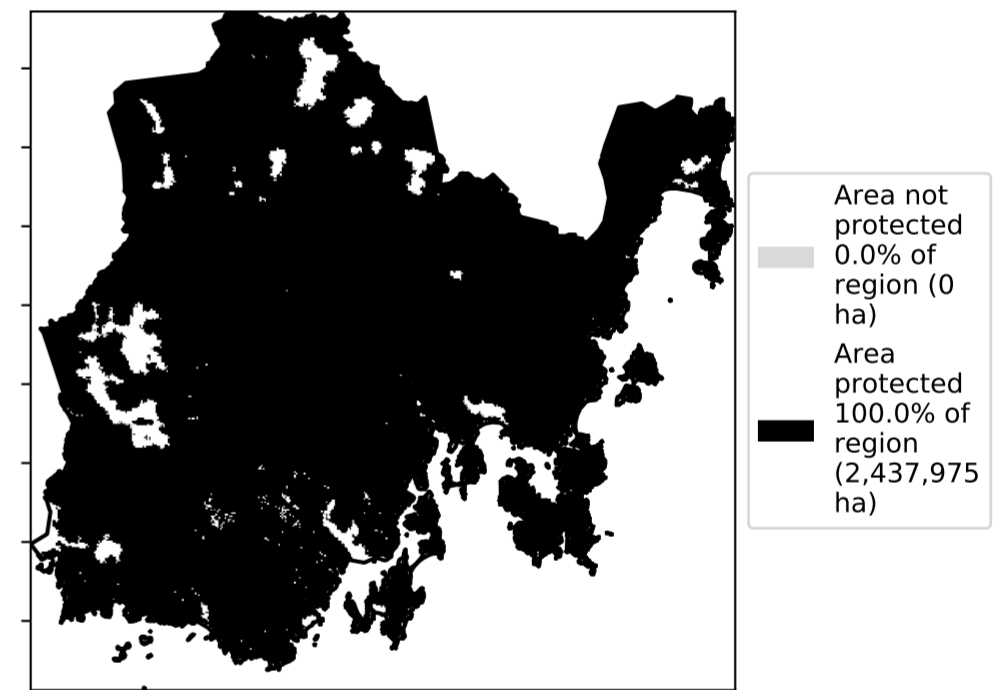 Area not
protected
0.0% of
region (0
ha)
Area
protected
100.0% of
region
(2,437,975
ha)